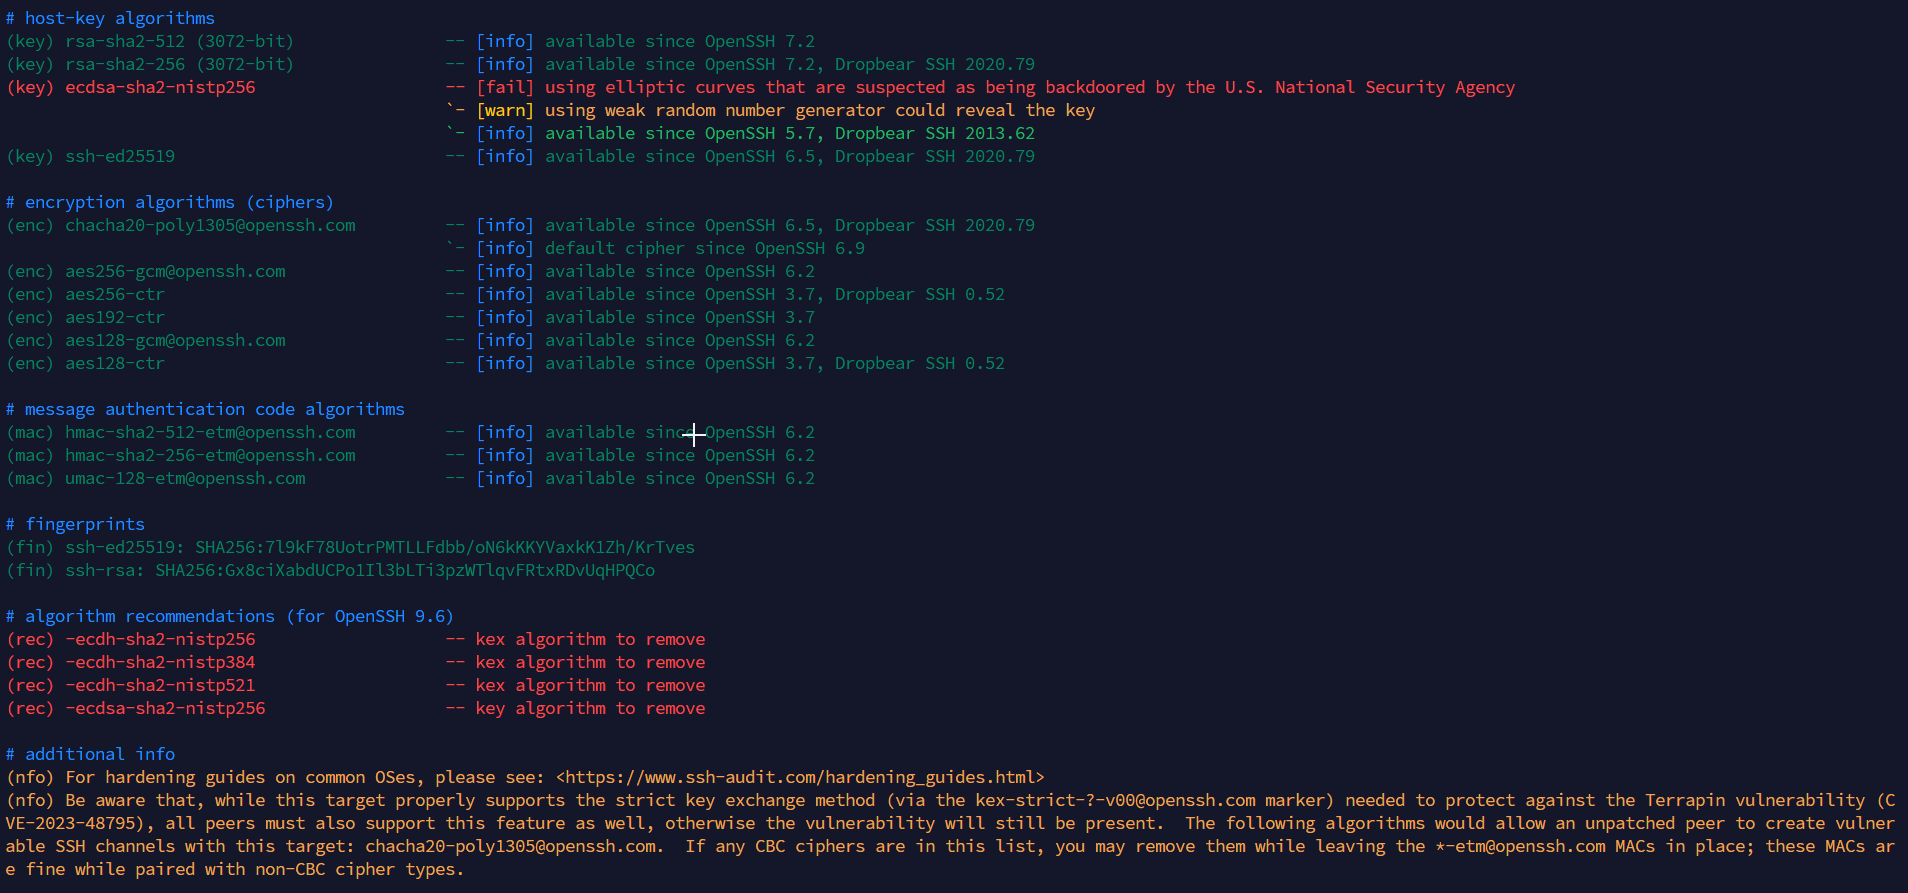 # host-key algorithms
(key) rsa-sha2-512 (3072-bit)               -- [info] available since OpenSSH 7.2
(key) rsa-sha2-256 (3072-bit)               -- [info] available since OpenSSH 7.2, Dropbear SSH 2020.79
(key) ecdsa-sha2-nistp256                   -- [fail] using elliptic curves that are suspected as being backdoored by the U.S. National Security Agency
                                            `- [warn] using weak random number generator could reveal the key
                                            `- [info] available since OpenSSH 5.7, Dropbear SSH 2013.62
(key) ssh-ed25519                           -- [info] available since OpenSSH 6.5, Dropbear SSH 2020.79

# encryption algorithms (ciphers)
(enc) chacha20-poly1305@openssh.com         -- [info] available since OpenSSH 6.5, Dropbear SSH 2020.79
                                            `- [info] default cipher since OpenSSH 6.9
(enc) aes256-gcm@openssh.com                -- [info] available since OpenSSH 6.2
(enc) aes256-ctr                            -- [info] available since OpenSSH 3.7, Dropbear SSH 0.52
(enc) aes192-ctr                            -- [info] available since OpenSSH 3.7
(enc) aes128-gcm@openssh.com                -- [info] available since OpenSSH 6.2
(enc) aes128-ctr                            -- [info] available since OpenSSH 3.7, Dropbear SSH 0.52

# message authentication code algorithms
(mac) hmac-sha2-512-etm@openssh.com         -- [info] available since OpenSSH 6.2
(mac) hmac-sha2-256-etm@openssh.com         -- [info] available since OpenSSH 6.2
(mac) umac-128-etm@openssh.com              -- [info] available since OpenSSH 6.2

# fingerprints
(fin) ssh-ed25519: SHA256:7l9kF78UotrPMTLLFdbb/oN6kKKYVaxkK1Zh/KrTves
(fin) ssh-rsa: SHA256:Gx8ciXabdUCPo1Il3bLTi3pzWTlqvFRtxRDvUqHPQCo

# algorithm recommendations (for OpenSSH 9.6)
(rec) -ecdh-sha2-nistp256                   -- kex algorithm to remove
(rec) -ecdh-sha2-nistp384                   -- kex algorithm to remove
(rec) -ecdh-sha2-nistp521                   -- kex algorithm to remove
(rec) -ecdsa-sha2-nistp256                  -- key algorithm to remove

# additional info
(nfo) For hardening guides on common OSes, please see: <https://www.ssh-audit.com/hardening_guides.html>
(nfo) Be aware that, while this target properly supports the strict key exchange method (via the kex-strict-?-v00@openssh.com marker) needed to protect against the Terrapin vulnerability (C
VE-2023-48795), all peers must also support this feature as well, otherwise the vulnerability will still be present.  The following algorithms would allow an unpatched peer to create vulner
able SSH channels with this target: chacha20-poly1305@openssh.com.  If any CBC ciphers are in this list, you may remove them while leaving the *-etm@openssh.com MACs in place; these MACs ar
e fine while paired with non-CBC cipher types.